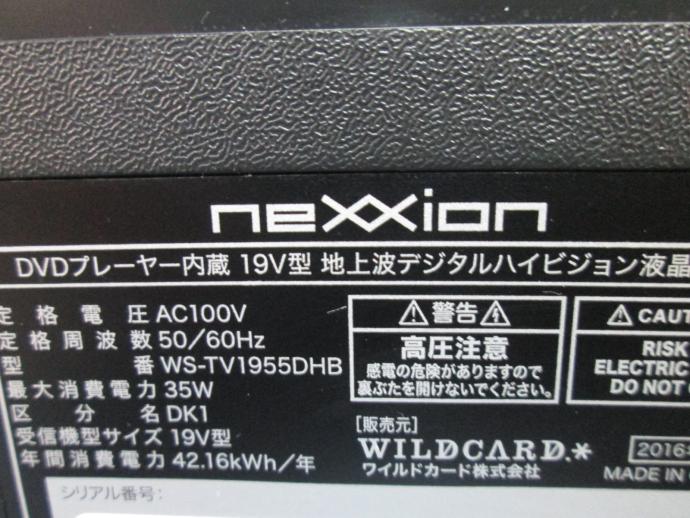 neXXion
DVDプレーヤー内蔵 19V型 地上波デジタルハイビジョン液晶
定格電圧 AC100V
定格周波数 50/60Hz
型番 WS-TV1955DHB
最大消費電力 35W
区分名 DK1
受信機型サイズ 19V型
年間消費電力 42.16kWh/年
シリアル番号:
警告
高圧注意
感電の危険がありますので
裏ぶたを開けないでください。
CAUT
RISK
ELECTRIC
DO NOT
[販売元]
WILDCARD.*
ワイルドカード株式会社
2016年
MADE IN